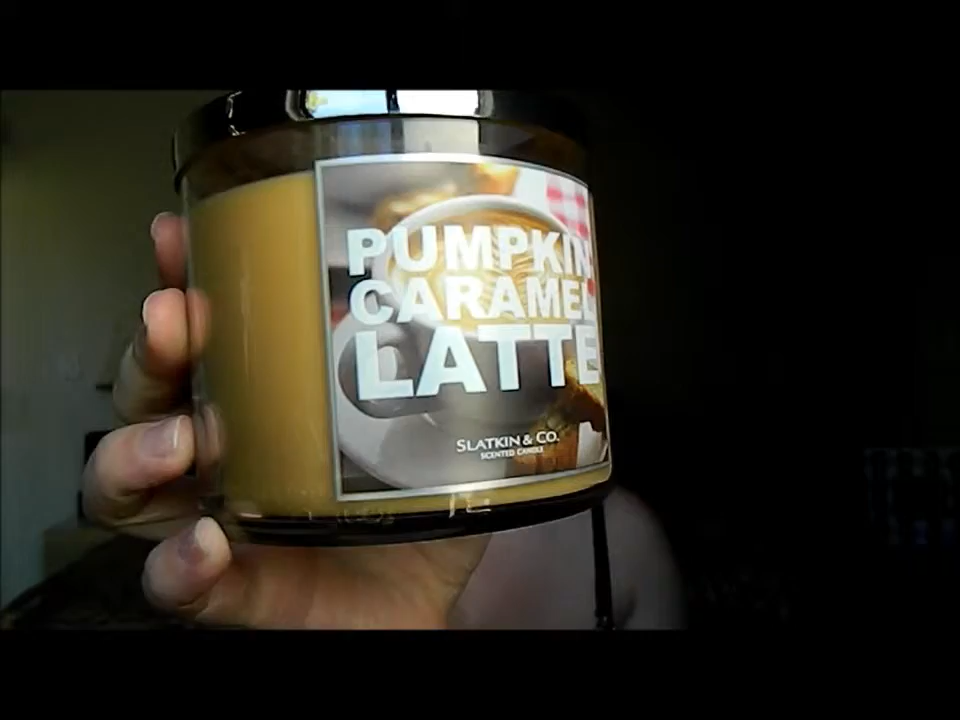 PUMPKIN
CARAMEL
LATTE
SLATKIN & CO.
SCENTED CANDLE